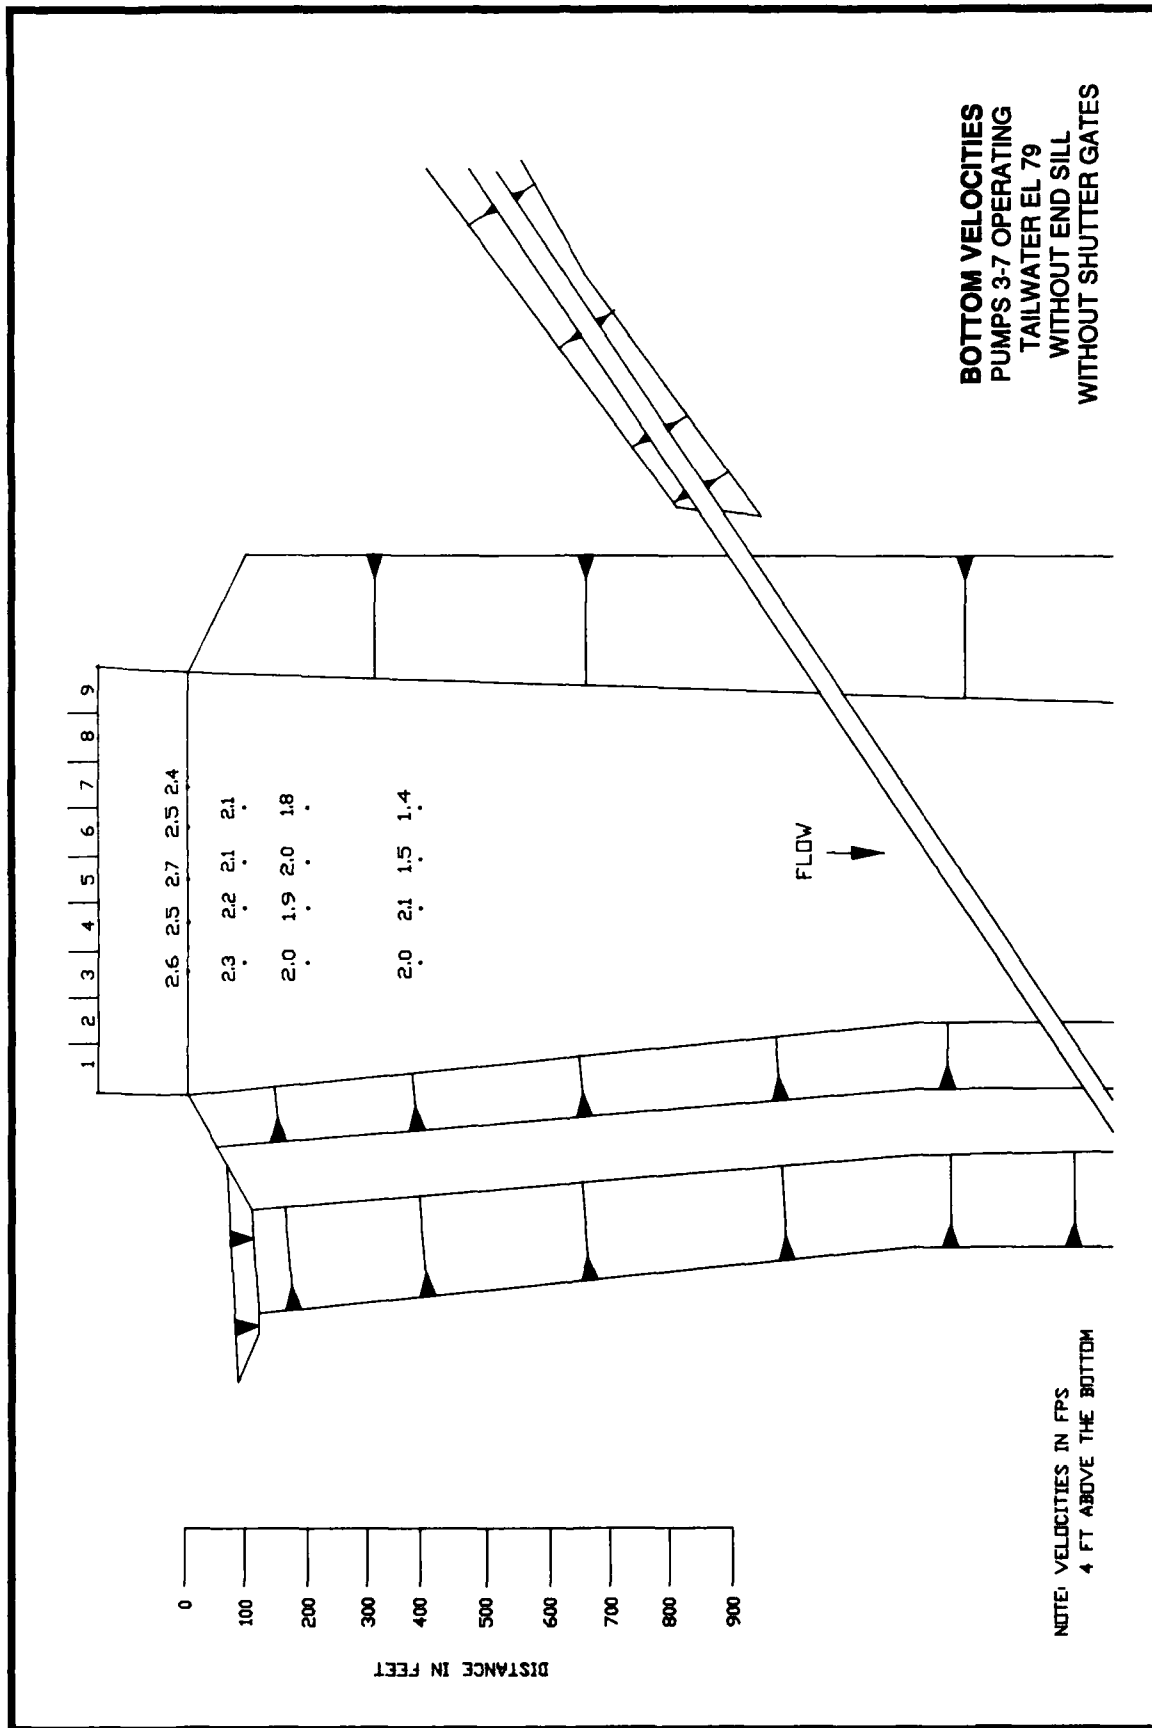 1 2 3 4 5 6 7 8 9
2.6 2.5 2.7 2.5 2.4
2.3 2.2 2.1 2.1
2.0 1.9 2.0 1.8
2.0 2.1 1.5 1.4
FLOW
0
100
200
300
400
500
600
700
800
900
DISTANCE IN FEET
NOTE: VELOCITIES IN FPS
4 FT ABOVE THE BOTTOM
BOTTOM VELOCITIES
PUMPS 3-7 OPERATING
TAILWATER EL 79
WITHOUT END SILL
WITHOUT SHUTTER GATES